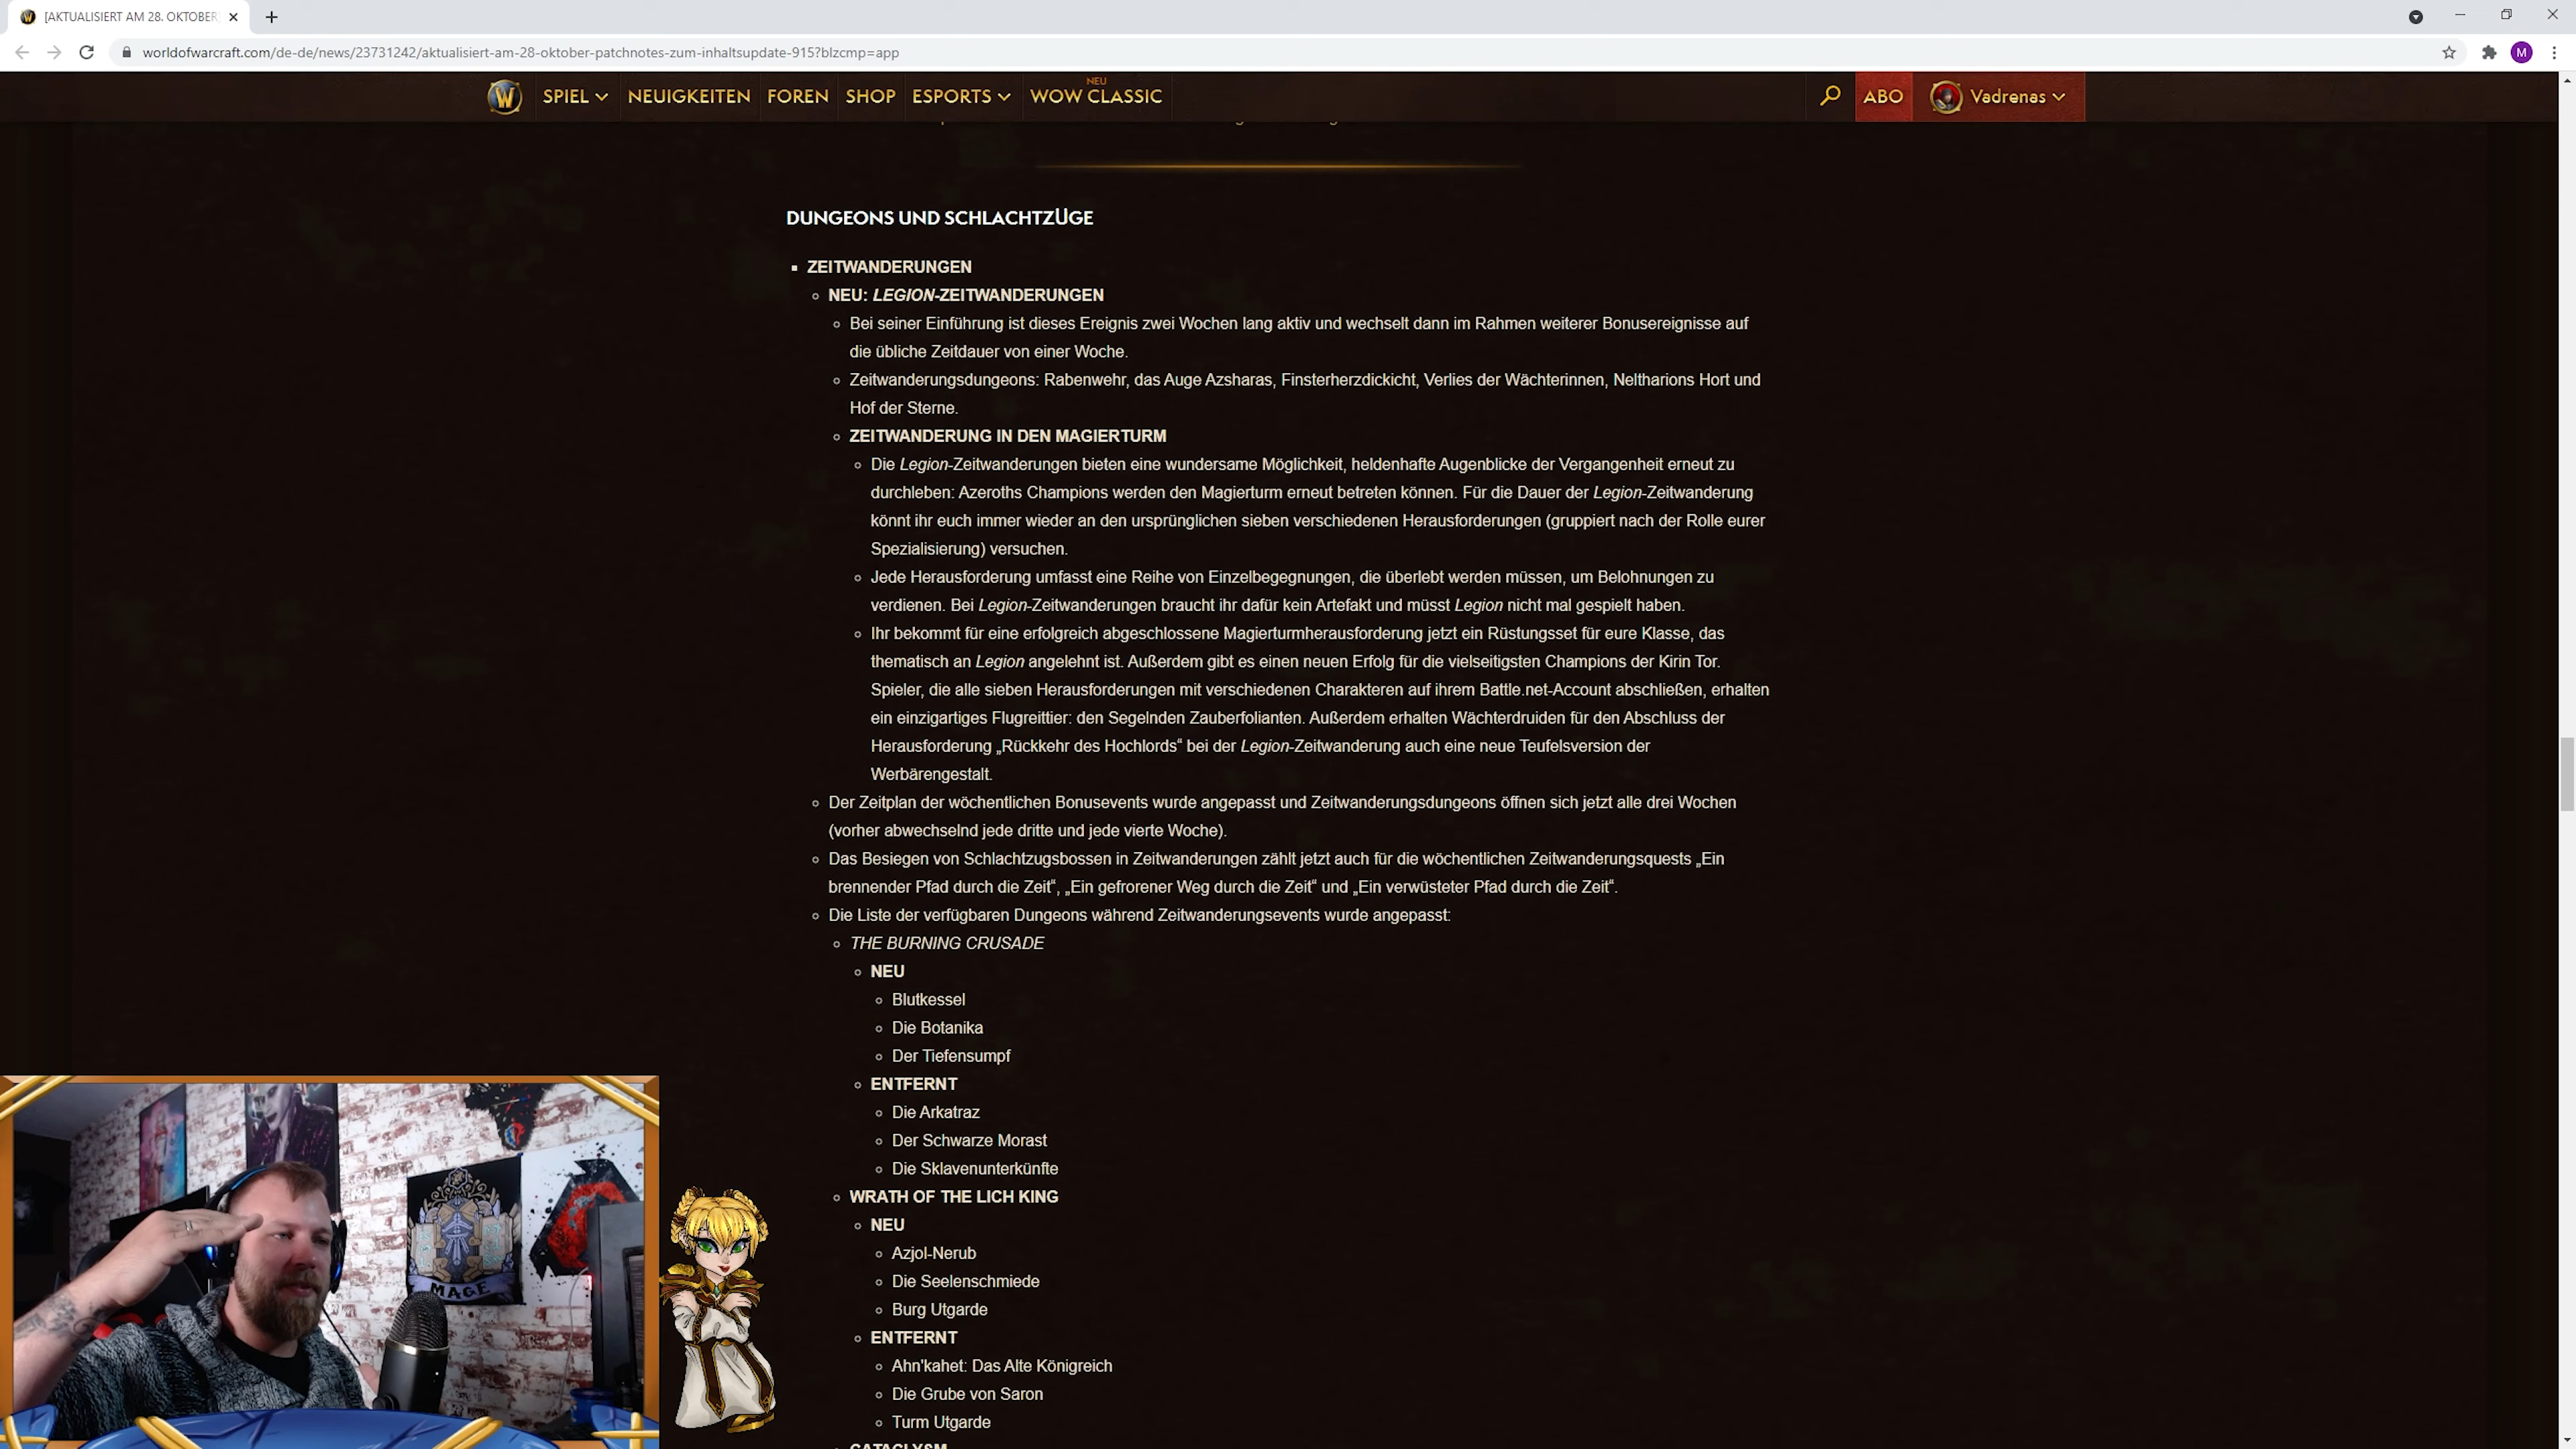 [AKTUALISIERT AM 28. OKTOBER]
worldofwarcraft.com/de-de/news/23731242/aktualisiert-am-28-oktober-patchnotes-zum-inhaltsupdate-915?blzcmp=app
M
W
SPIEL
NEUIGKEITEN
FOREN
SHOP
ESPORTS
NEU
WOW CLASSIC
ABO
Vadrenas
DUNGEONS UND SCHLACHTZÜGE
ZEITWANDERUNGEN
NEU: LEGION-ZEITWANDERUNGEN
Bei seiner Einführung ist dieses Ereignis zwei Wochen lang aktiv und wechselt dann im Rahmen weiterer Bonusereignisse auf
die übliche Zeitdauer von einer Woche.
Zeitwanderungsdungeons: Rabenwehr, das Auge Azsharas, Finsterherzdickicht, Verlies der Wächterinnen, Neltharions Hort und
Hof der Sterne.
ZEITWANDERUNG IN DEN MAGIERTURM
Die Legion-Zeitwanderungen bieten eine wundersame Möglichkeit, heldenhafte Augenblicke der Vergangenheit erneut zu
durchleben: Azeroths Champions werden den Magierturm erneut betreten können. Für die Dauer der Legion-Zeitwanderung
könnt ihr euch immer wieder an den ursprünglichen sieben verschiedenen Herausforderungen (gruppiert nach der Rolle eurer
Spezialisierung) versuchen.
Jede Herausforderung umfasst eine Reihe von Einzelbegegnungen, die überlebt werden müssen, um Belohnungen zu
verdienen. Bei Legion-Zeitwanderungen braucht ihr dafür kein Artefakt und müsst Legion nicht mal gespielt haben.
Ihr bekommt für eine erfolgreich abgeschlossene Magierturmherausforderung jetzt ein Rüstungsset für eure Klasse, das
thematisch an Legion angelehnt ist. Außerdem gibt es einen neuen Erfolg für die vielseitigsten Champions der Kirin Tor.
Spieler, die alle sieben Herausforderungen mit verschiedenen Charakteren auf ihrem Battle.net-Account abschließen, erhalten
ein einzigartiges Flugreittier: den Segelnden Zauberfolianten. Außerdem erhalten Wächterdruiden für den Abschluss der
Herausforderung „Rückkehr des Hochlords“ bei der Legion-Zeitwanderung auch eine neue Teufelsversion der
Werbärengestalt.
Der Zeitplan der wöchentlichen Bonusevents wurde angepasst und Zeitwanderungsdungeons öffnen sich jetzt alle drei Wochen
(vorher abwechselnd jede dritte und jede vierte Woche).
Das Besiegen von Schlachtzugsbossen in Zeitwanderungen zählt jetzt auch für die wöchentlichen Zeitwanderungsquests „Ein
brennender Pfad durch die Zeit“, „Ein gefrorener Weg durch die Zeit“ und „Ein verwüsteter Pfad durch die Zeit“.
Die Liste der verfügbaren Dungeons während Zeitwanderungsevents wurde angepasst:
THE BURNING CRUSADE
NEU
Blutkessel
Die Botanika
Der Tiefensumpf
ENTFERNT
Die Arkatraz
Der Schwarze Morast
Die Sklavenunterkünfte
WRATH OF THE LICH KING
NEU
Azjol-Nerub
Die Seelenschmiede
Burg Utgarde
ENTFERNT
Ahn'kahet: Das Alte Königreich
Die Grube von Saron
Turm Utgarde
CATACLYSM
MAGE